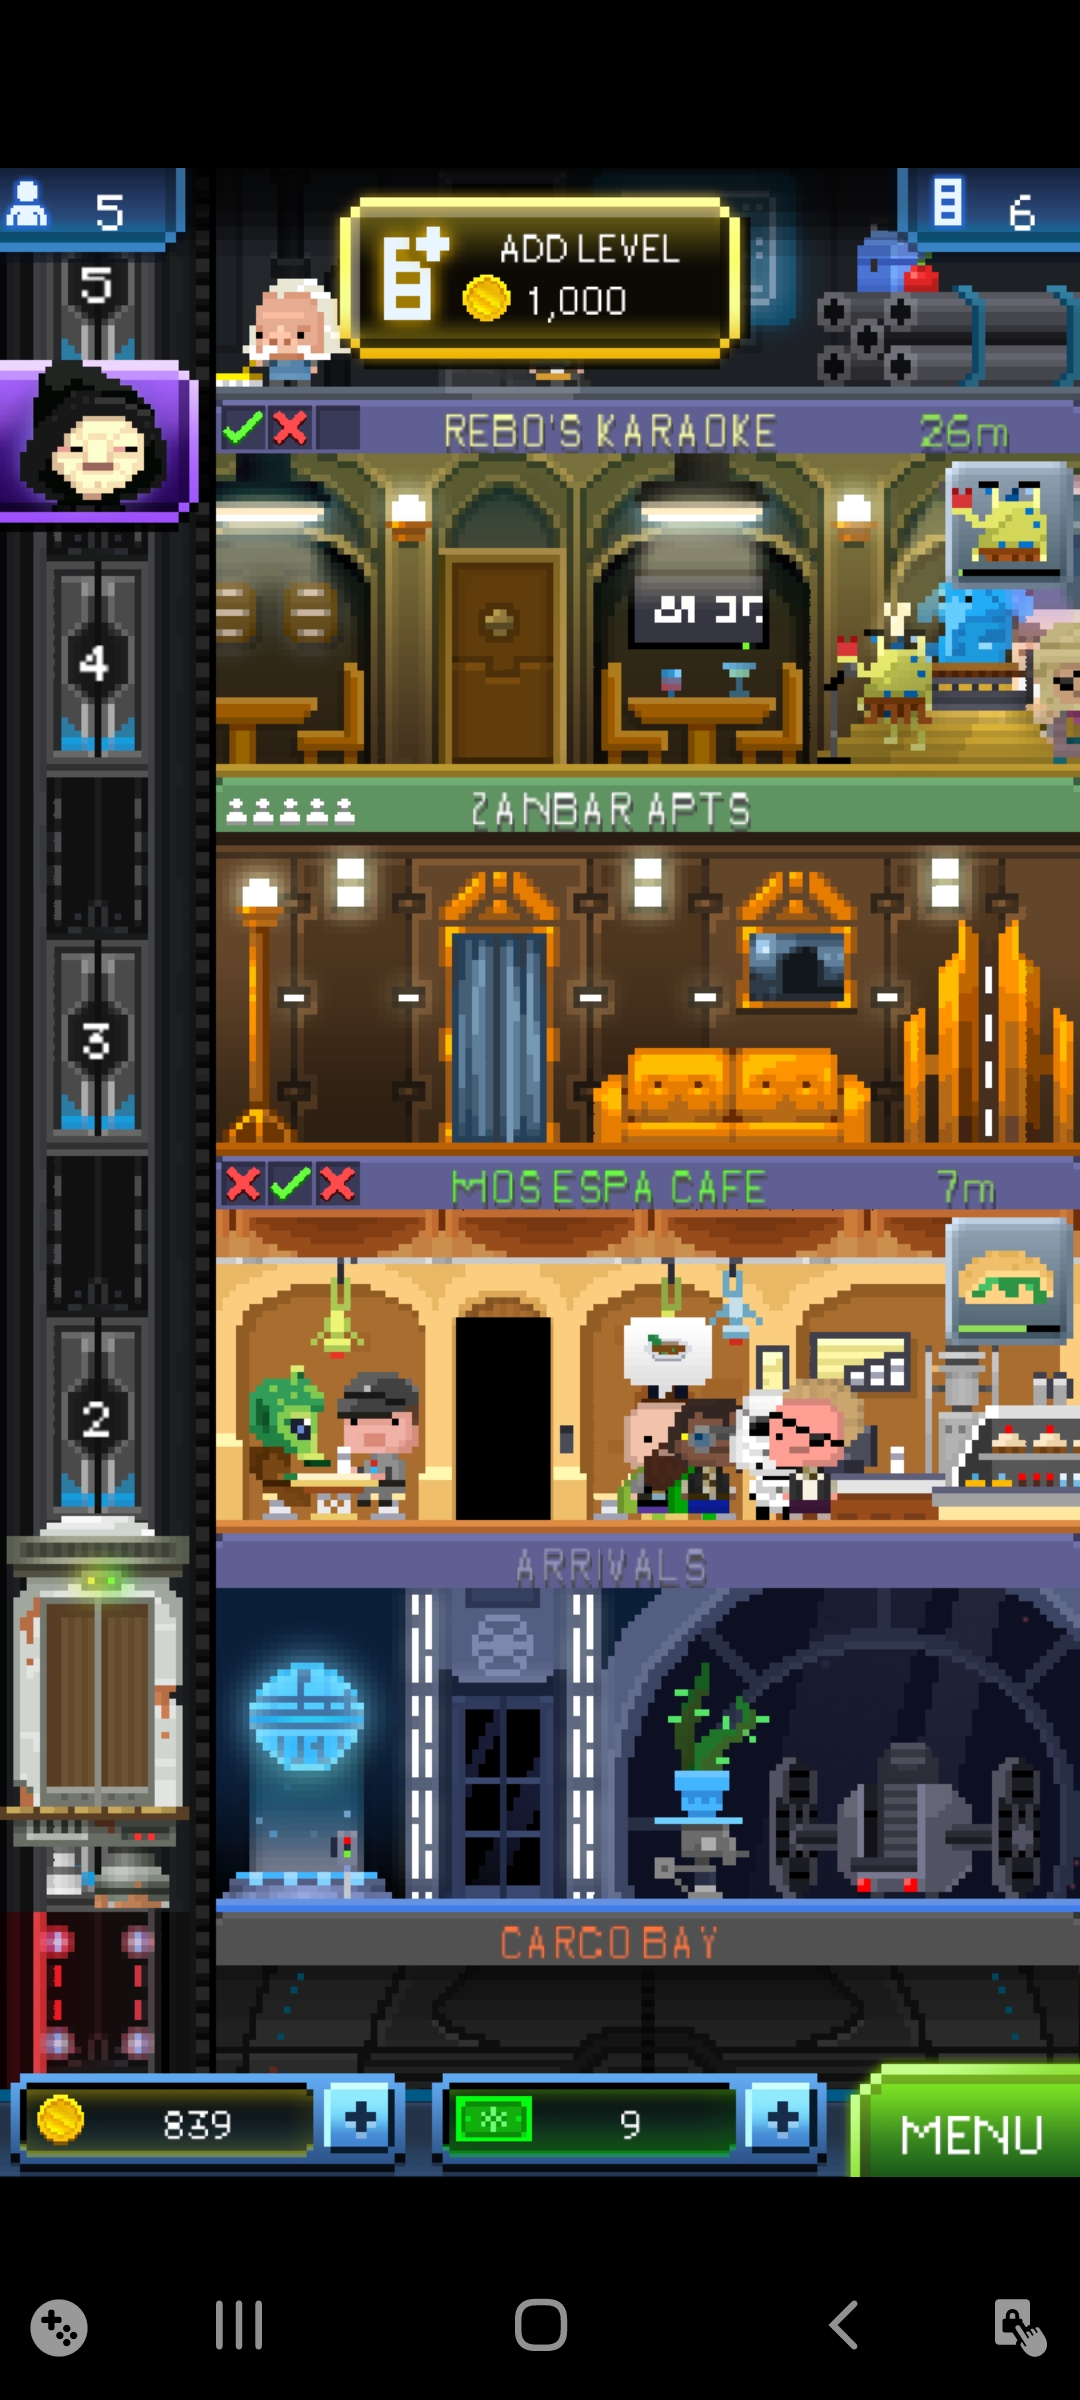 5
6
ADD LEVEL
1,000
5
REBO'S KARAOKE
26m
4
ZANBAR APTS
3
MOS ESPA CAFE
7m
2
ARRIVALS
CARGO BAY
839
9
MENU